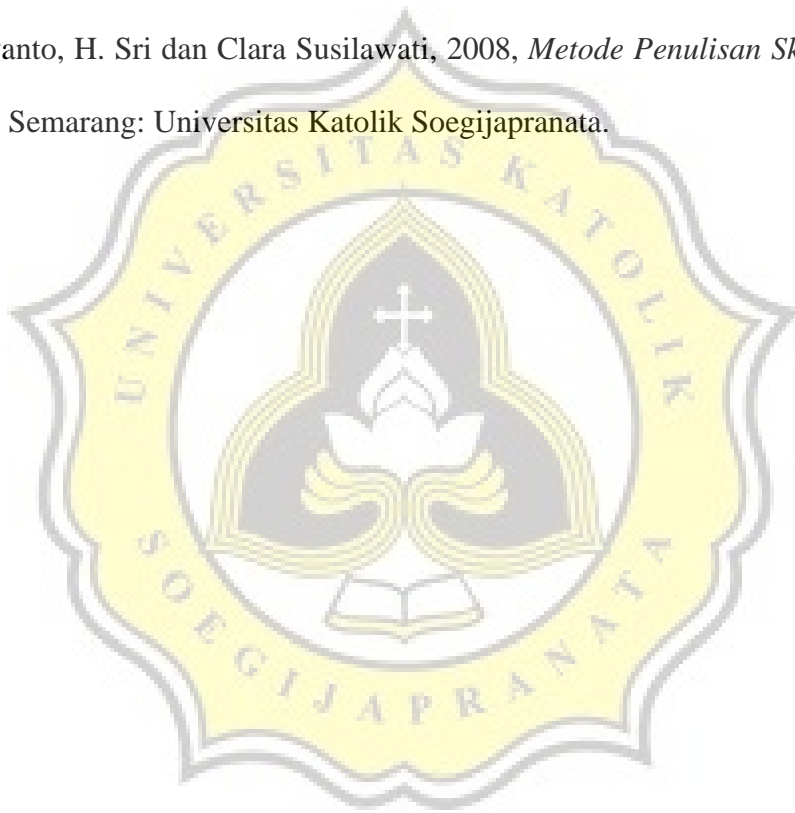 anto, H. Sri dan Clara Susilawati, 2008, Metode Penulisan Sk
Semarang: Universitas Katolik Soegijapranata.
UNIVERSITAS KATOLIK
SOEGIJAPRANATA